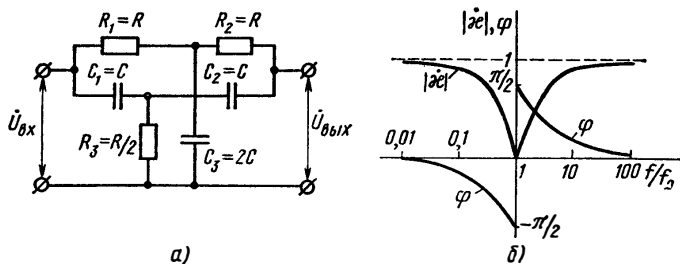 R₁=R
R₂=R
C₁=C
C₂=C
U̇вх
R₃=R/2
C₃=2C
U̇вых
а)
|æ̇|, φ
1
π/2
|æ̇|
φ
0,01
0,1
1
10
100
f/f₀
φ
−π/2
б)